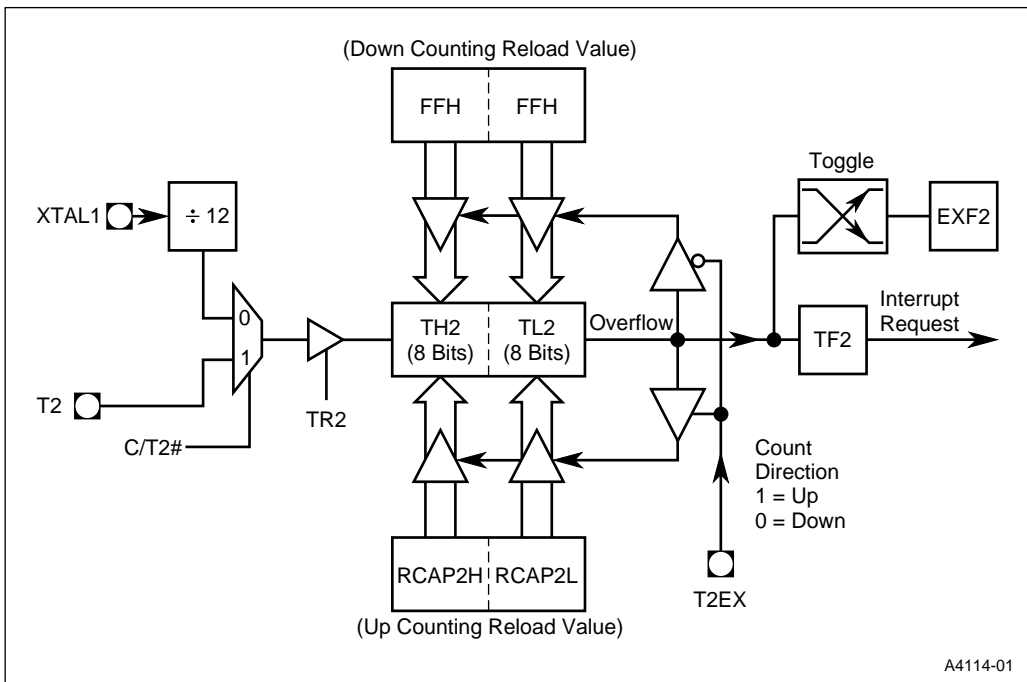 (Down Counting Reload Value)
FFH FFH
Toggle
XTAL1
÷ 12
EXF2
0
TH2
(8 Bits)
TL2
(8 Bits)
Overflow
Interrupt
Request
TF2
1
T2
TR2
C/T2#
Count
Direction
1 = Up
0 = Down
RCAP2H RCAP2L
T2EX
(Up Counting Reload Value)
A4114-01